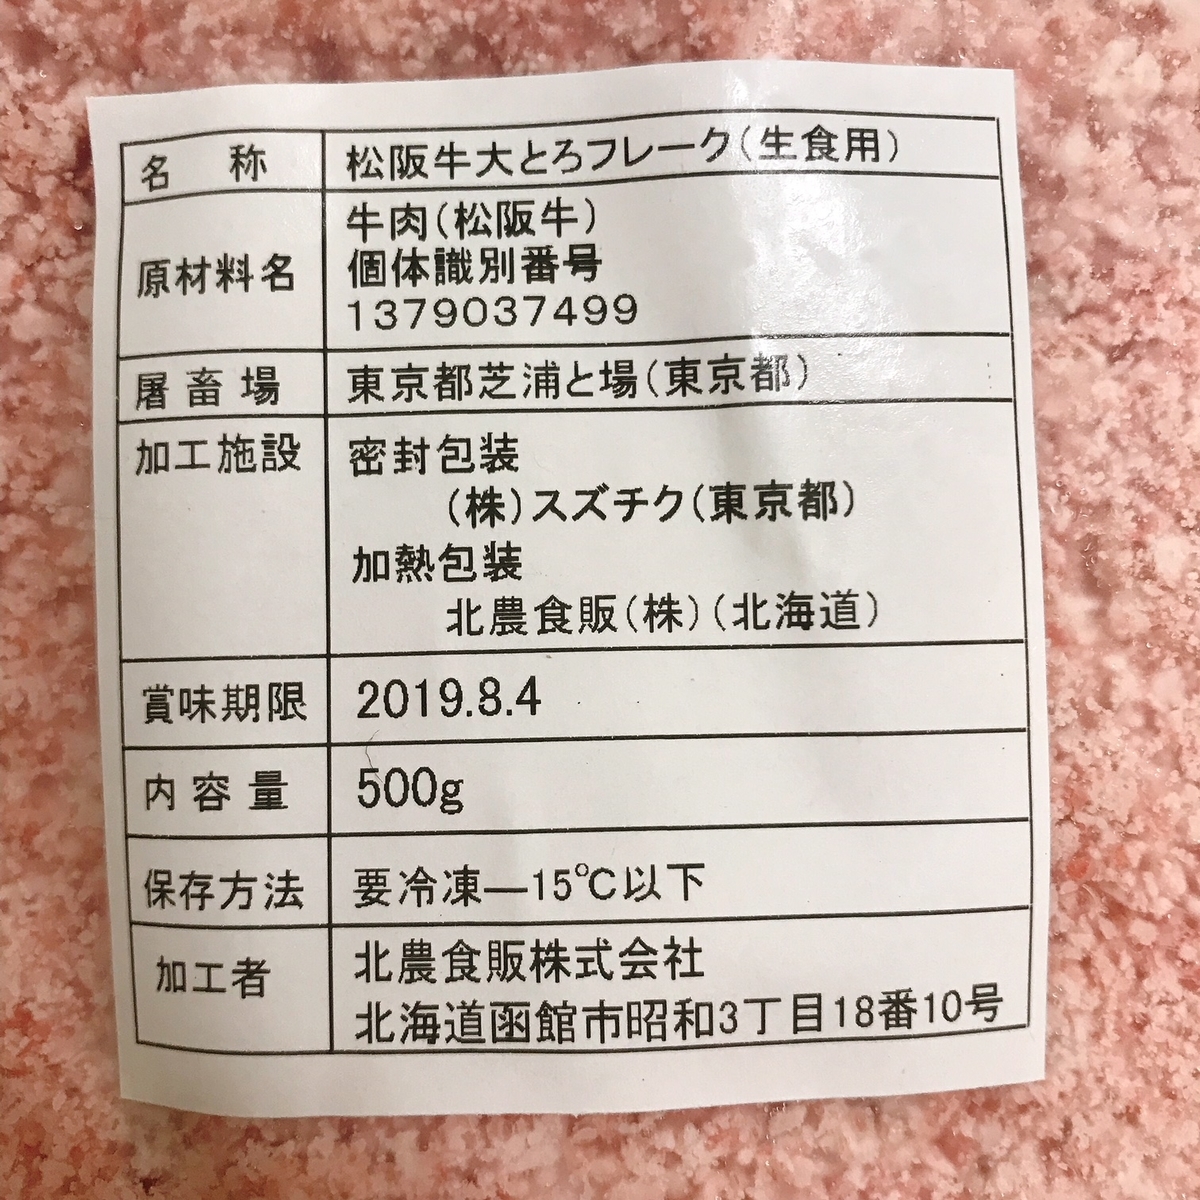 名　称　松阪牛大とろフレーク(生食用)
原材料名　牛肉(松阪牛)
個体識別番号
1379037499
屠畜場　東京都芝浦と場(東京都)
加工施設　密封包装
(株)スズチク(東京都)
加熱包装
北農食販(株)(北海道)
賞味期限　2019.8.4
内容量　500g
保存方法　要冷凍―15℃以下
加工者　北農食販株式会社
北海道函館市昭和3丁目18番10号